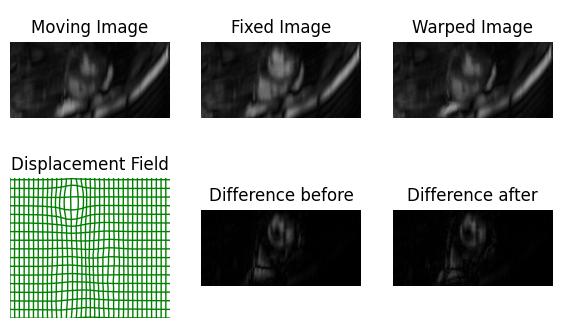 Moving Image
Fixed Image
Warped Image
Displacement Field
Difference before
Difference after